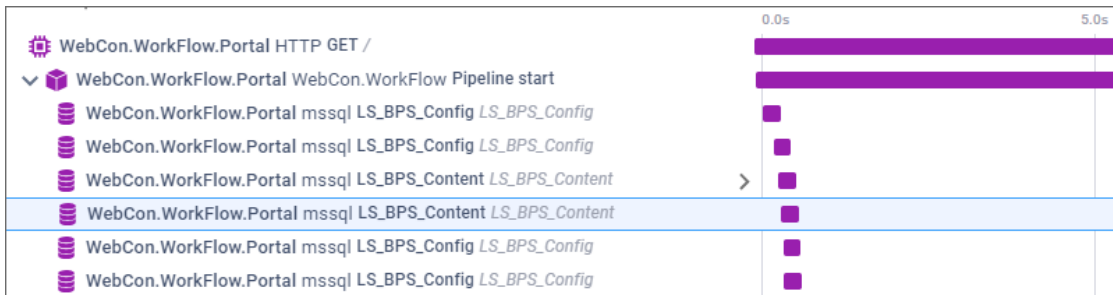 0.0s 5.0s
WebCon.WorkFlow.Portal HTTP GET /
WebCon.WorkFlow.Portal WebCon.WorkFlow Pipeline start
WebCon.WorkFlow.Portal mssql LS_BPS_Config LS_BPS_Config
WebCon.WorkFlow.Portal mssql LS_BPS_Config LS_BPS_Config
WebCon.WorkFlow.Portal mssql LS_BPS_Content LS_BPS_Content
WebCon.WorkFlow.Portal mssql LS_BPS_Content LS_BPS_Content
WebCon.WorkFlow.Portal mssql LS_BPS_Config LS_BPS_Config
WebCon.WorkFlow.Portal mssql LS_BPS_Config LS_BPS_Config